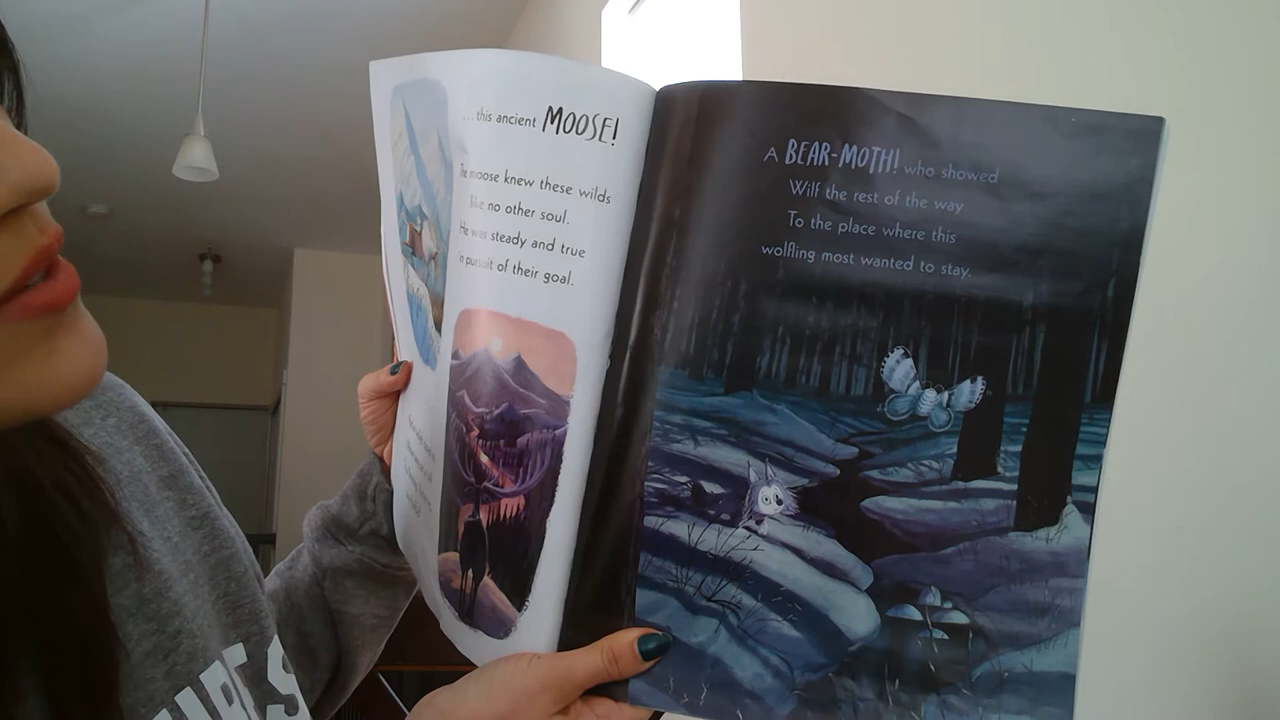 ...this ancient MOOSE!
The moose knew these wilds
like no other soul.
He was steady and true
in pursuit of their goal.
A BEAR-MOTH! who showed
Wilf the rest of the way
To the place where this
wolfling most wanted to stay.